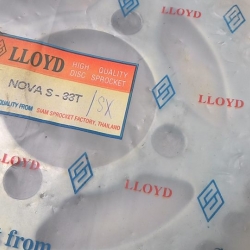 LLOYD
HIGH QUALITY
DISC SPROCKET
NOVA S - 33T
/SX
QUALITY FROM SIAM SPROCKET FACTORY, THAILAND
LLOYD
LLOYD
LLOYD
LLOYD
t from